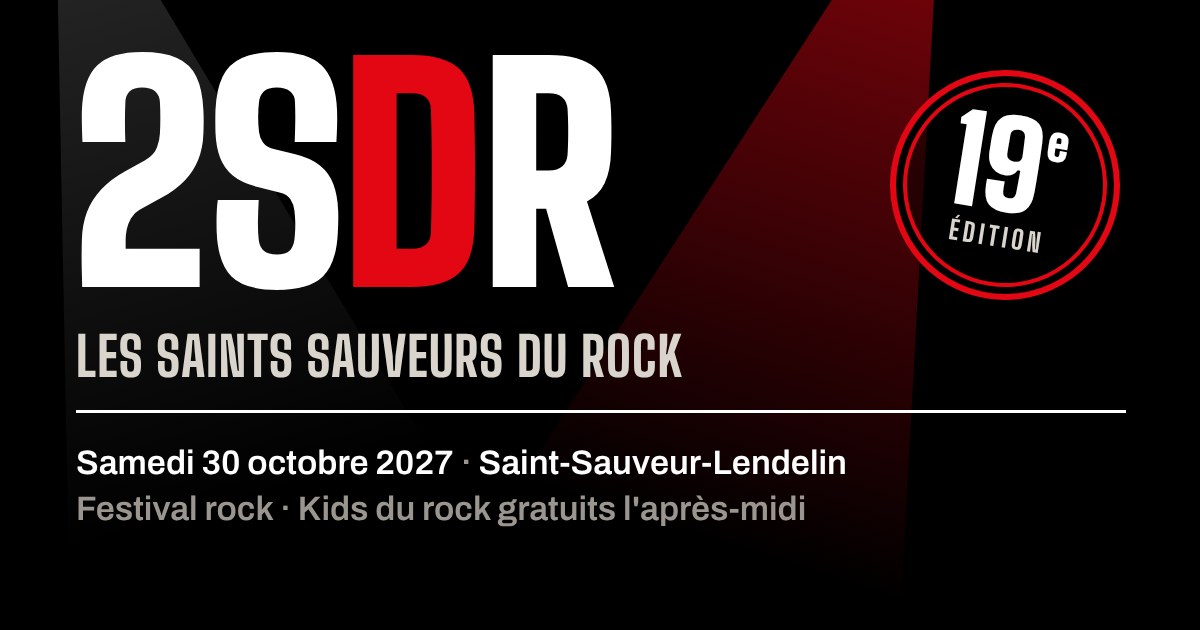 2SDR
19e
ÉDITION
LES SAINTS SAUVEURS DU ROCK
Samedi 30 octobre 2027 · Saint-Sauveur-Lendelin
Festival rock · Kids du rock gratuits l'après-midi